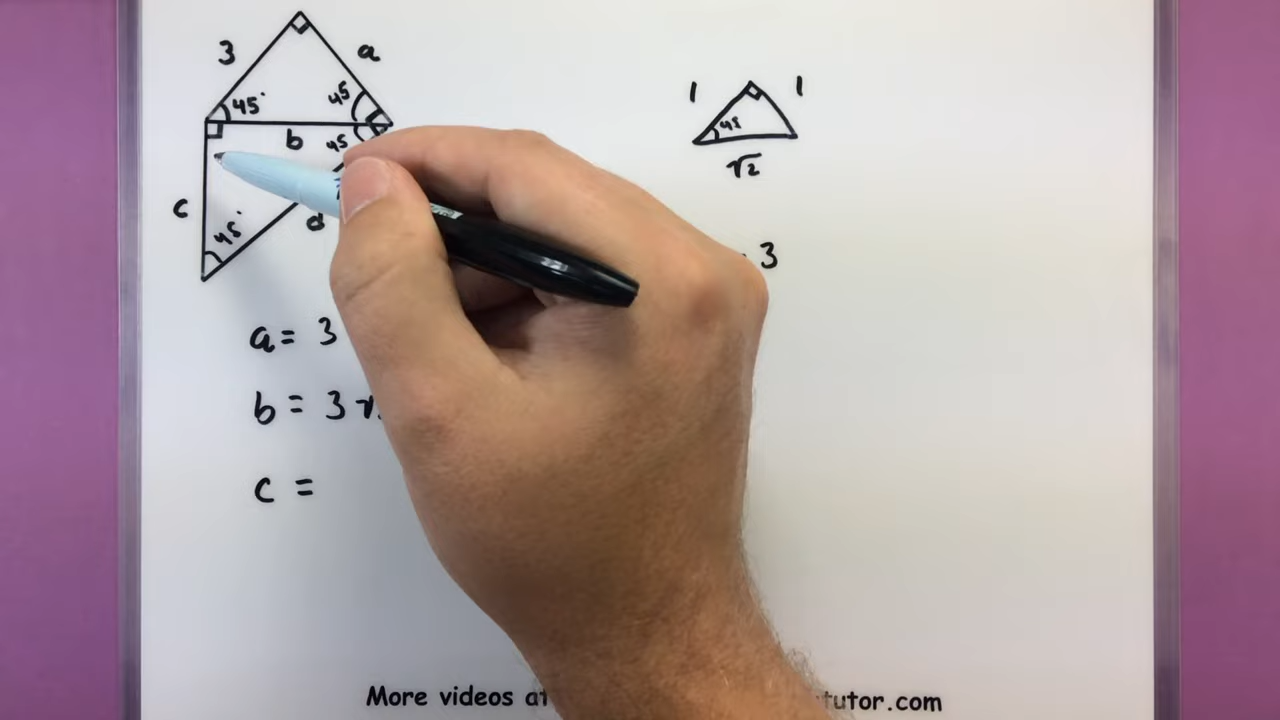 3 a
45° 45
b 45
c 45° d
1 1
45
√2
3
a = 3
b = 3
c =
More videos at tutor.com